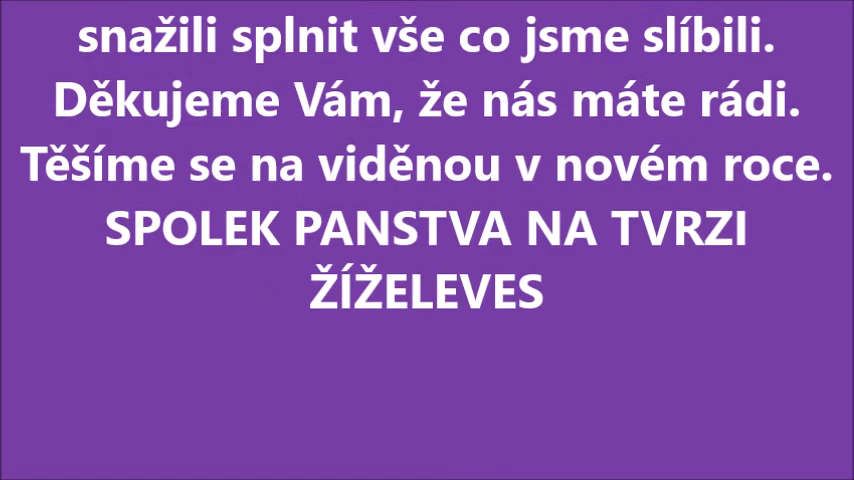 snažili splnit vše co jsme slíbili.
Děkujeme Vám, že nás máte rádi.
Těšíme se na viděnou v novém roce.
SPOLEK PANSTVA NA TVRZI
ŽÍŽELEVES